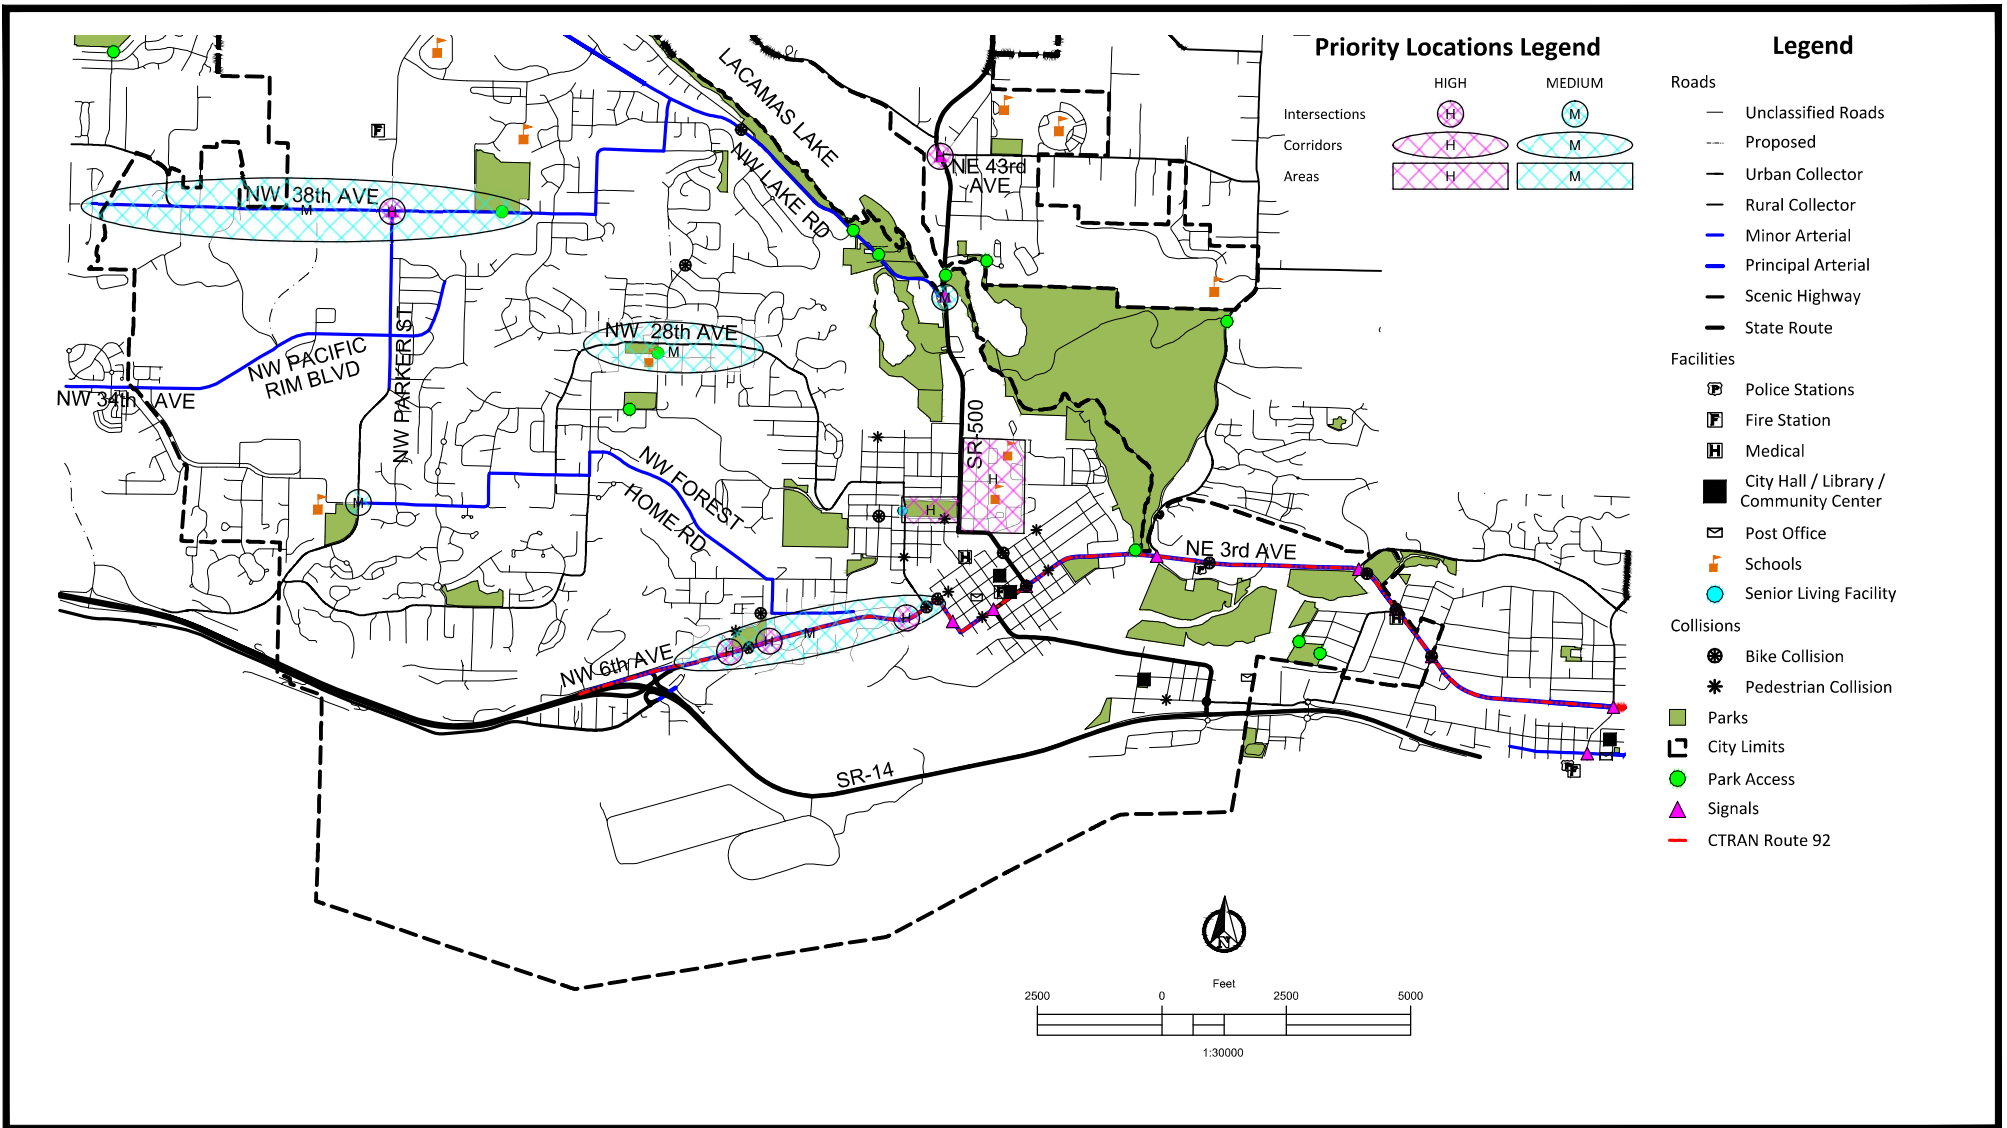 Priority Locations Legend
HIGH
MEDIUM
Intersections
H
M
Corridors
H
M
Areas
H
M
Legend
Roads
Unclassified Roads
Proposed
Urban Collector
Rural Collector
Minor Arterial
Principal Arterial
Scenic Highway
State Route
Facilities
P
Police Stations
F
Fire Station
H
Medical
City Hall / Library /
Community Center
Post Office
Schools
Senior Living Facility
Collisions
Bike Collision
Pedestrian Collision
Parks
City Limits
Park Access
Signals
CTRAN Route 92
LACAMAS LAKE
NW LAKE RD
H
NE 43rd
AVE
F
NW 38th AVE
M
H
M
NW 28th AVE
M
NW PACIFIC
RIM BLVD
NW PARKER ST
NW 34th AVE
SR-500
H
H
M
NW FOREST
HOME RD
H
F
NE 3rd AVE
P
H
NW 6th AVE
H
H
M
H
SR-14
P
F
N
Feet
2500
0
2500
5000
1:30000